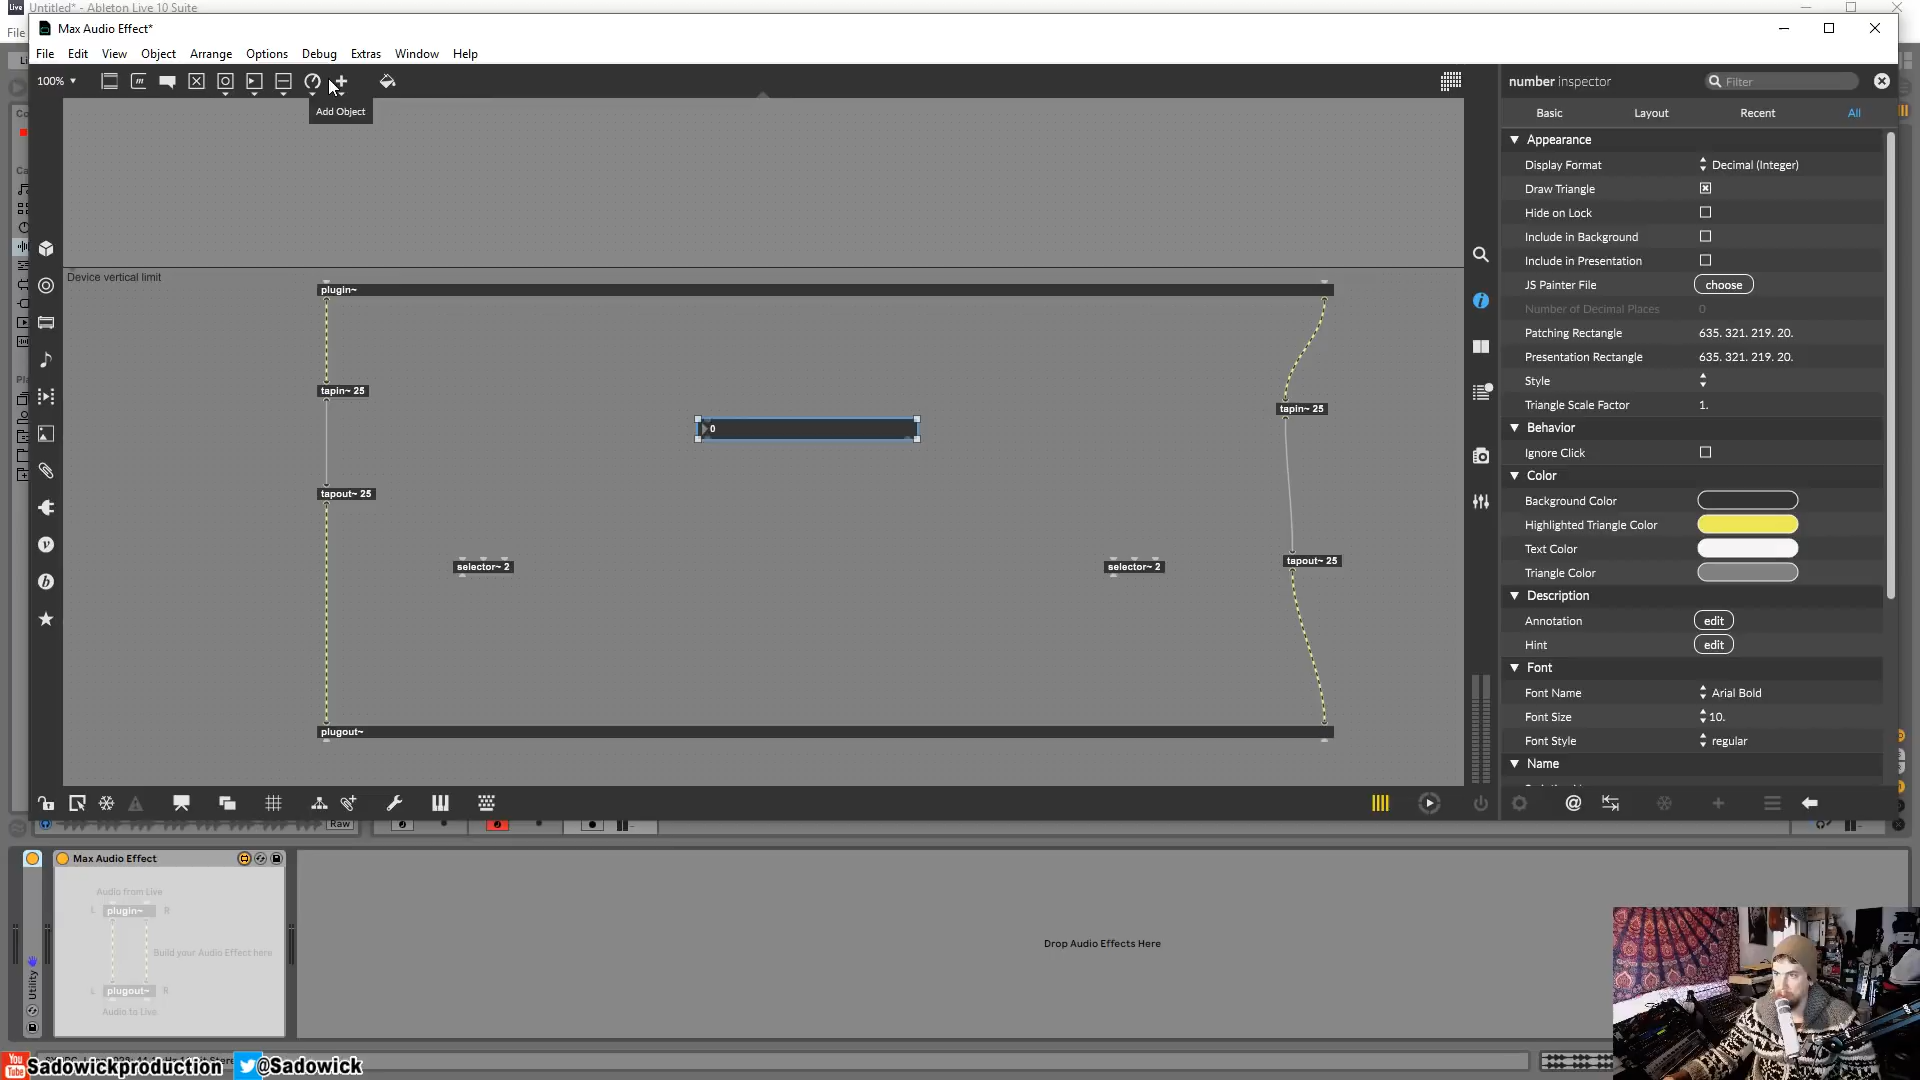 Untitled* - Ableton Live 10 Suite
Max Audio Effect*
File Edit View Object Arrange Options Debug Extras Window Help
File
100%
Add Object
Device vertical limit
plugin~
tapin~ 25
tapin~ 25
0
tapout~ 25
tapout~ 25
selector~ 2
selector~ 2
plugout~
number inspector
Filter
Basic Layout Recent All
Appearance
Display Format Decimal (Integer)
Draw Triangle
Hide on Lock
Include in Background
Include in Presentation
JS Painter File choose
Number of Decimal Places 0
Patching Rectangle 635. 321. 219. 20.
Presentation Rectangle 635. 321. 219. 20.
Style
Triangle Scale Factor 1.
Behavior
Ignore Click
Color
Background Color
Highlighted Triangle Color
Text Color
Triangle Color
Description
Annotation edit
Hint edit
Font
Font Name Arial Bold
Font Size 10.
Font Style regular
Name
Raw
Utility
Max Audio Effect
Audio from Live
L plugin~ R
Build your Audio Effect here
L plugout~ R
Audio to Live
Drop Audio Effects Here
You Tube Sadowickproduction @Sadowick